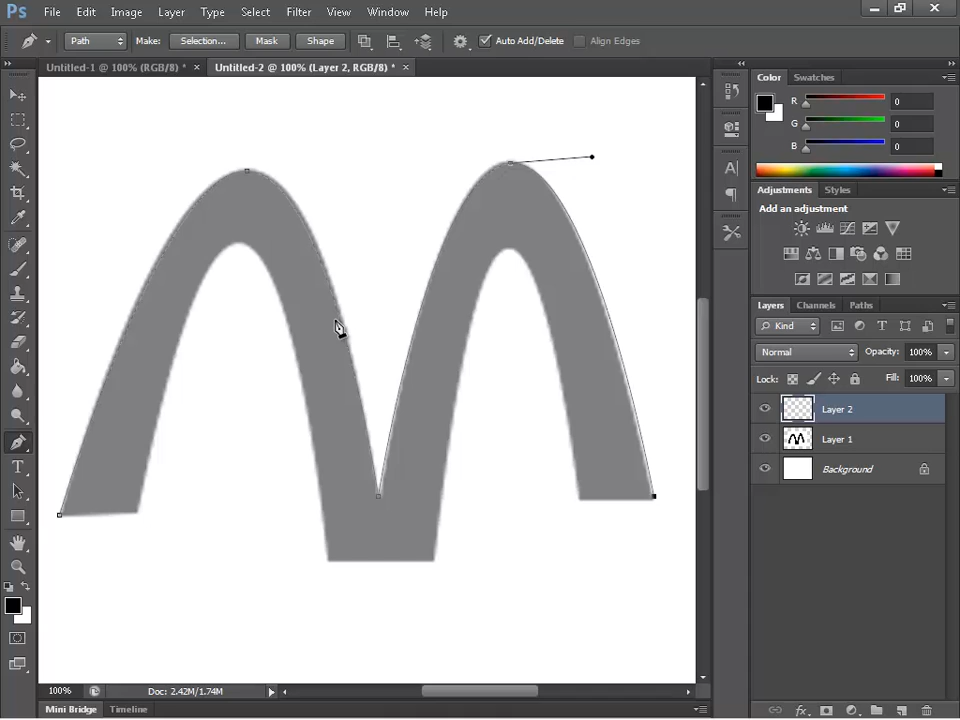 Ps File Edit Image Layer Type Select Filter View Window Help
Path Make: Selection... Mask Shape Auto Add/Delete Align Edges
Untitled-1 @ 100% (RGB/8) * × Untitled-2 @ 100% (Layer 2, RGB/8) * ×
Color Swatches
R 0
G 0
B 0
Adjustments Styles
Add an adjustment
Layers Channels Paths
Kind
Normal Opacity: 100%
Lock: Fill: 100%
Layer 2
Layer 1
Background
100% Doc: 2.42M/1.74M
Mini Bridge Timeline